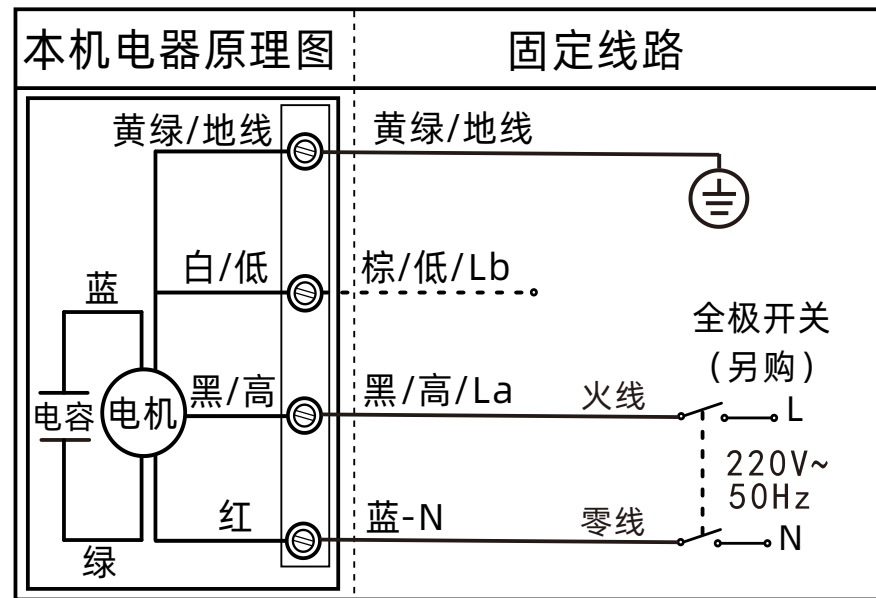 本机电器原理图
固定线路
黄绿/地线
黄绿/地线
白/低
棕/低/Lb
蓝
全极开关
(另购)
电容
电机
黑/高
黑/高/La
火线
L
220V~
50Hz
红
蓝-N
零线
N
绿